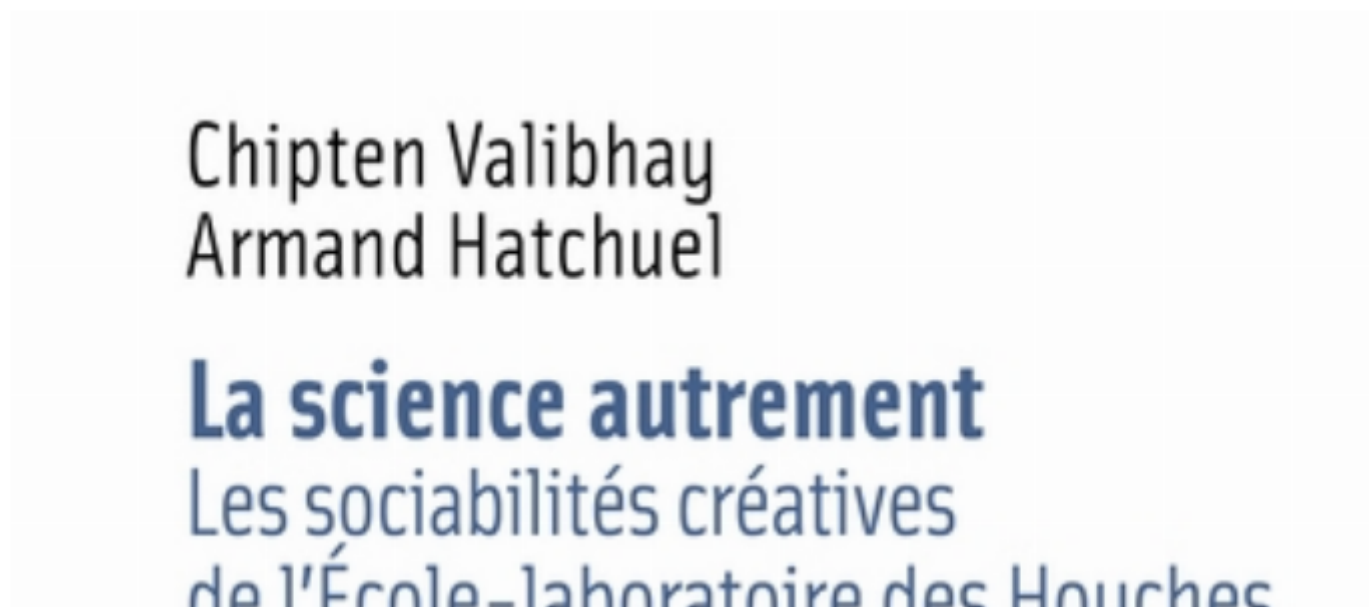 Chipten Valibhay
Armand Hatchuel
La science autrement
Les sociabilités créatives
de l'École-laboratoire des Houches